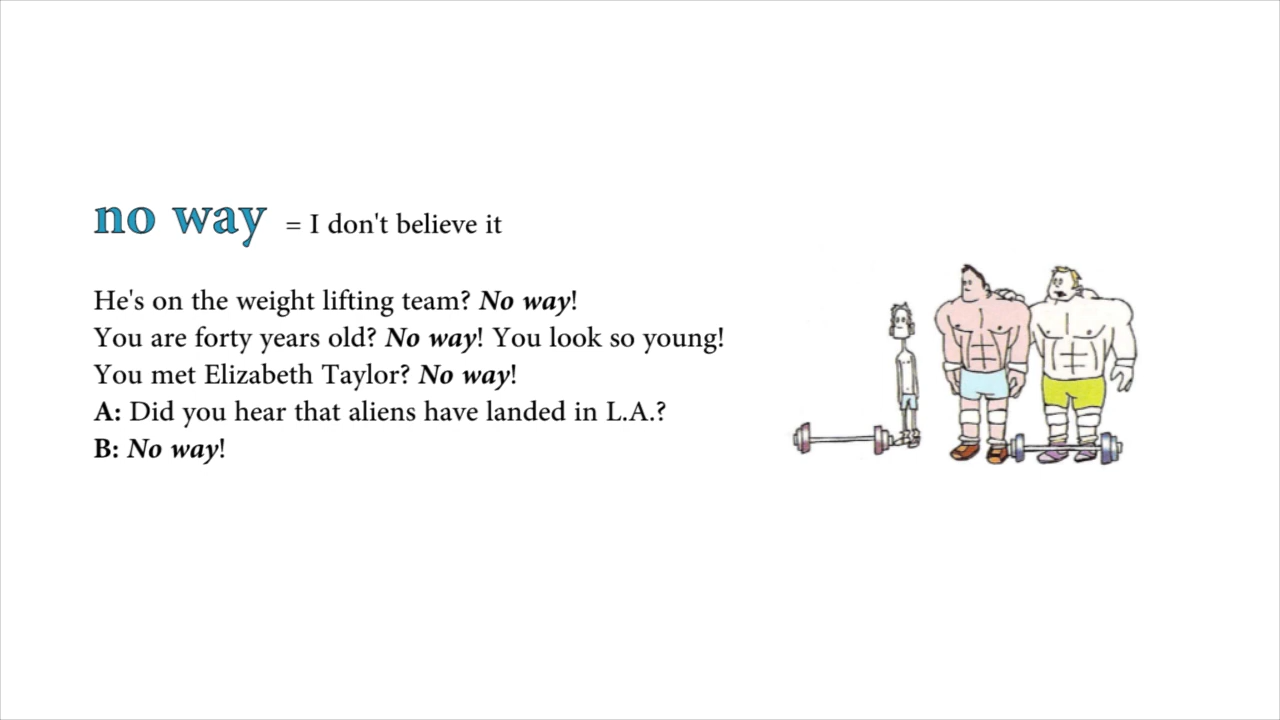 no way = I don't believe it
He's on the weight lifting team? No way!
You are forty years old? No way! You look so young!
You met Elizabeth Taylor? No way!
A: Did you hear that aliens have landed in L.A.?
B: No way!